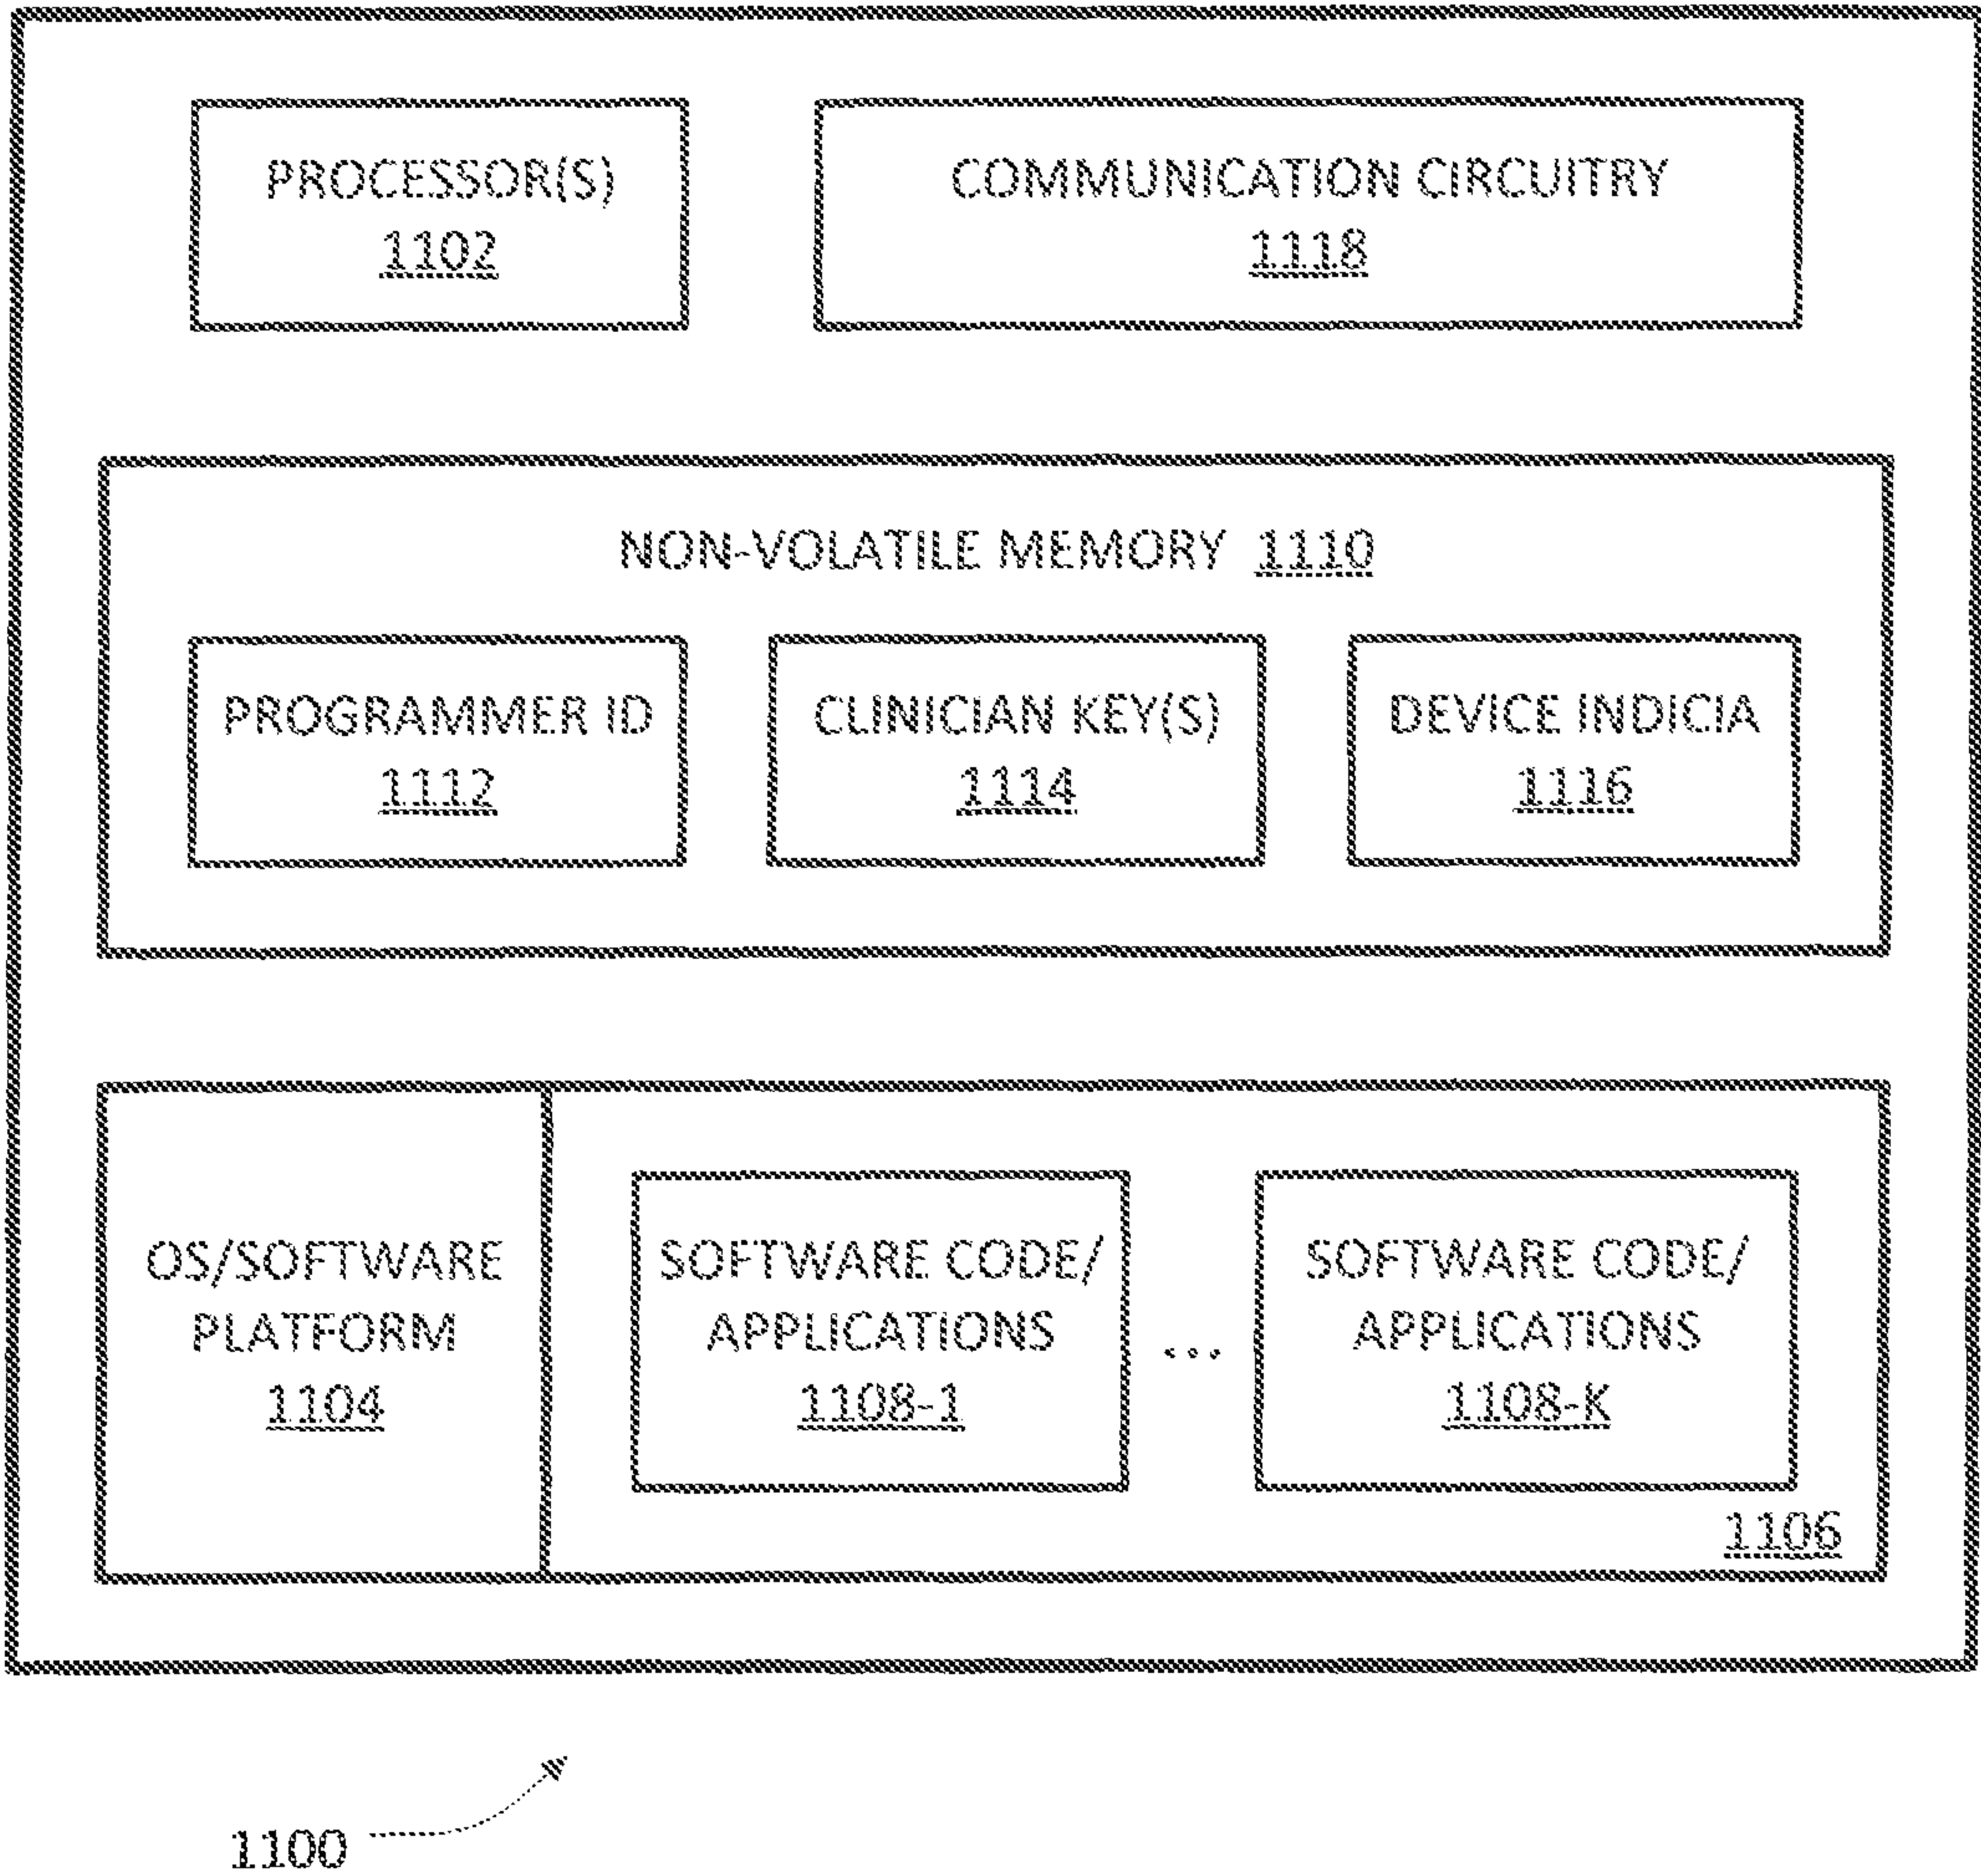 PROCESSOR(S)
1102
COMMUNICATION CIRCUITRY
1118
NON-VOLATILE MEMORY 1110
PROGRAMMER ID
1112
CLINICIAN KEY(S)
1114
DEVICE INDICIA
1116
OS/SOFTWARE
PLATFORM
1104
SOFTWARE CODE/
APPLICATIONS
1108-1
...
SOFTWARE CODE/
APPLICATIONS
1108-K
1106
1100